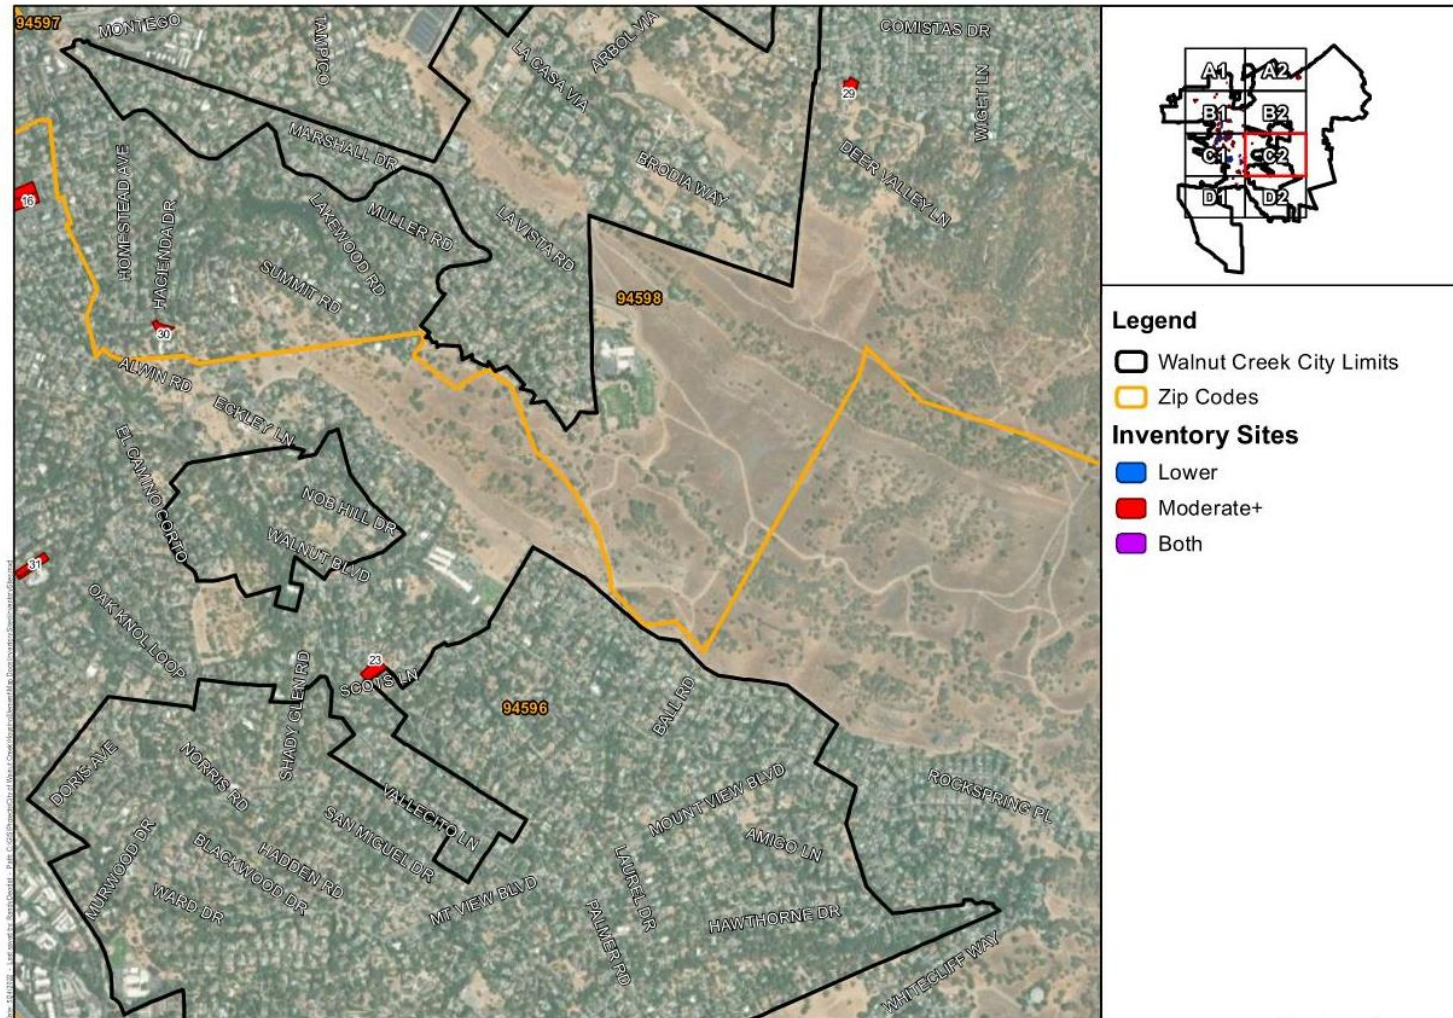 94597
MONTEGO
TAMPICO
LA CASA VIA
ARBOL VIA
COMISTAS DR
WIGET LN
29
MARSHALL DR
BRODIA WAY
DEER VALLEY LN
HOMESTEAD AVE
HACIENDA DR
16
LAKEWOOD RD
MULLER RD
LA VISTA RD
SUMMIT RD
94598
30
ALWIN RD
ECKLEY LN
EL CAMINO CORTO
NOB HILL DR
WALNUT BLVD
31
OAK KNOL LOOP
23
SCOTS LN
SHADY GLEN RD
94596
BALL RD
DORIS AVE
NORRIS RD
VALLECITO LN
MOUNT VIEW BLVD
ROCKSPRING PL
SAN MIGUEL DR
AMIGO LN
MURWOOD DR
HADDEN RD
BLACKWOOD DR
WARD DR
MT VIEW BLVD
LAUREL DR
PALMER RD
HAWTHORNE DR
WHITECLIFF WAY
A1
A2
B1
B2
C1
C2
D1
D2
Legend
Walnut Creek City Limits
Zip Codes
Inventory Sites
Lower
Moderate+
Both